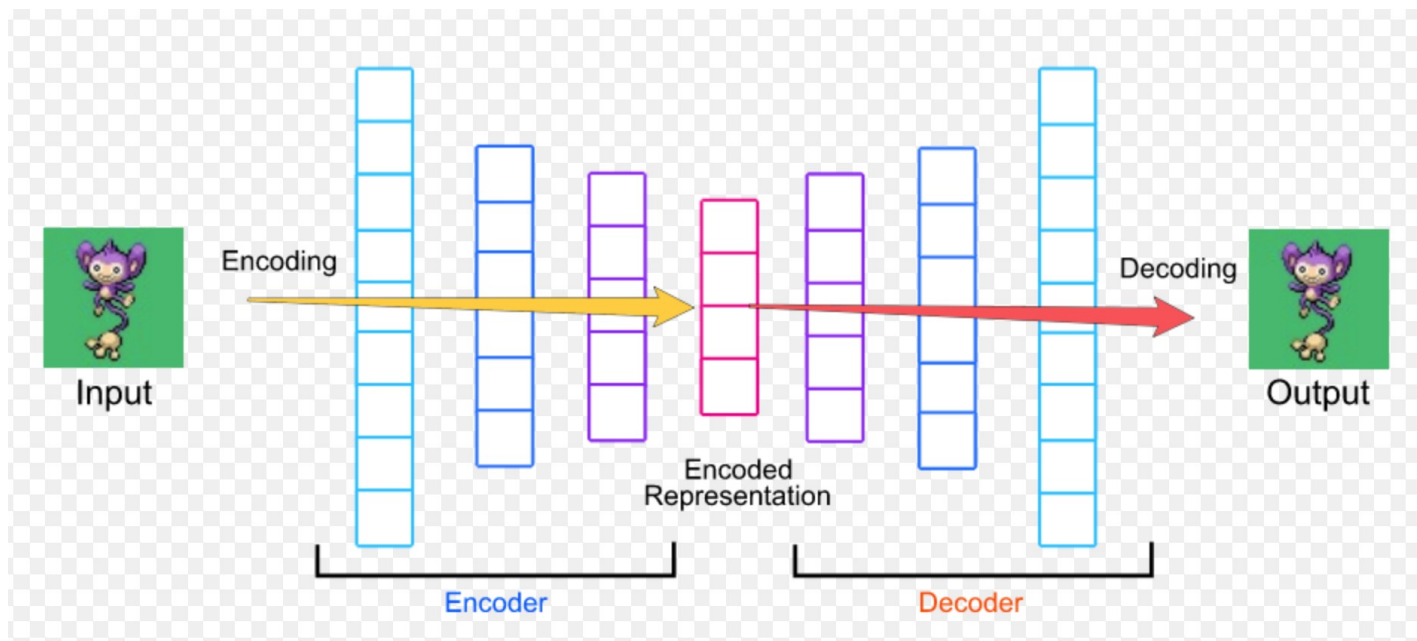 Encoding
Decoding
Input
Output
Encoded
Representation
Encoder
Decoder